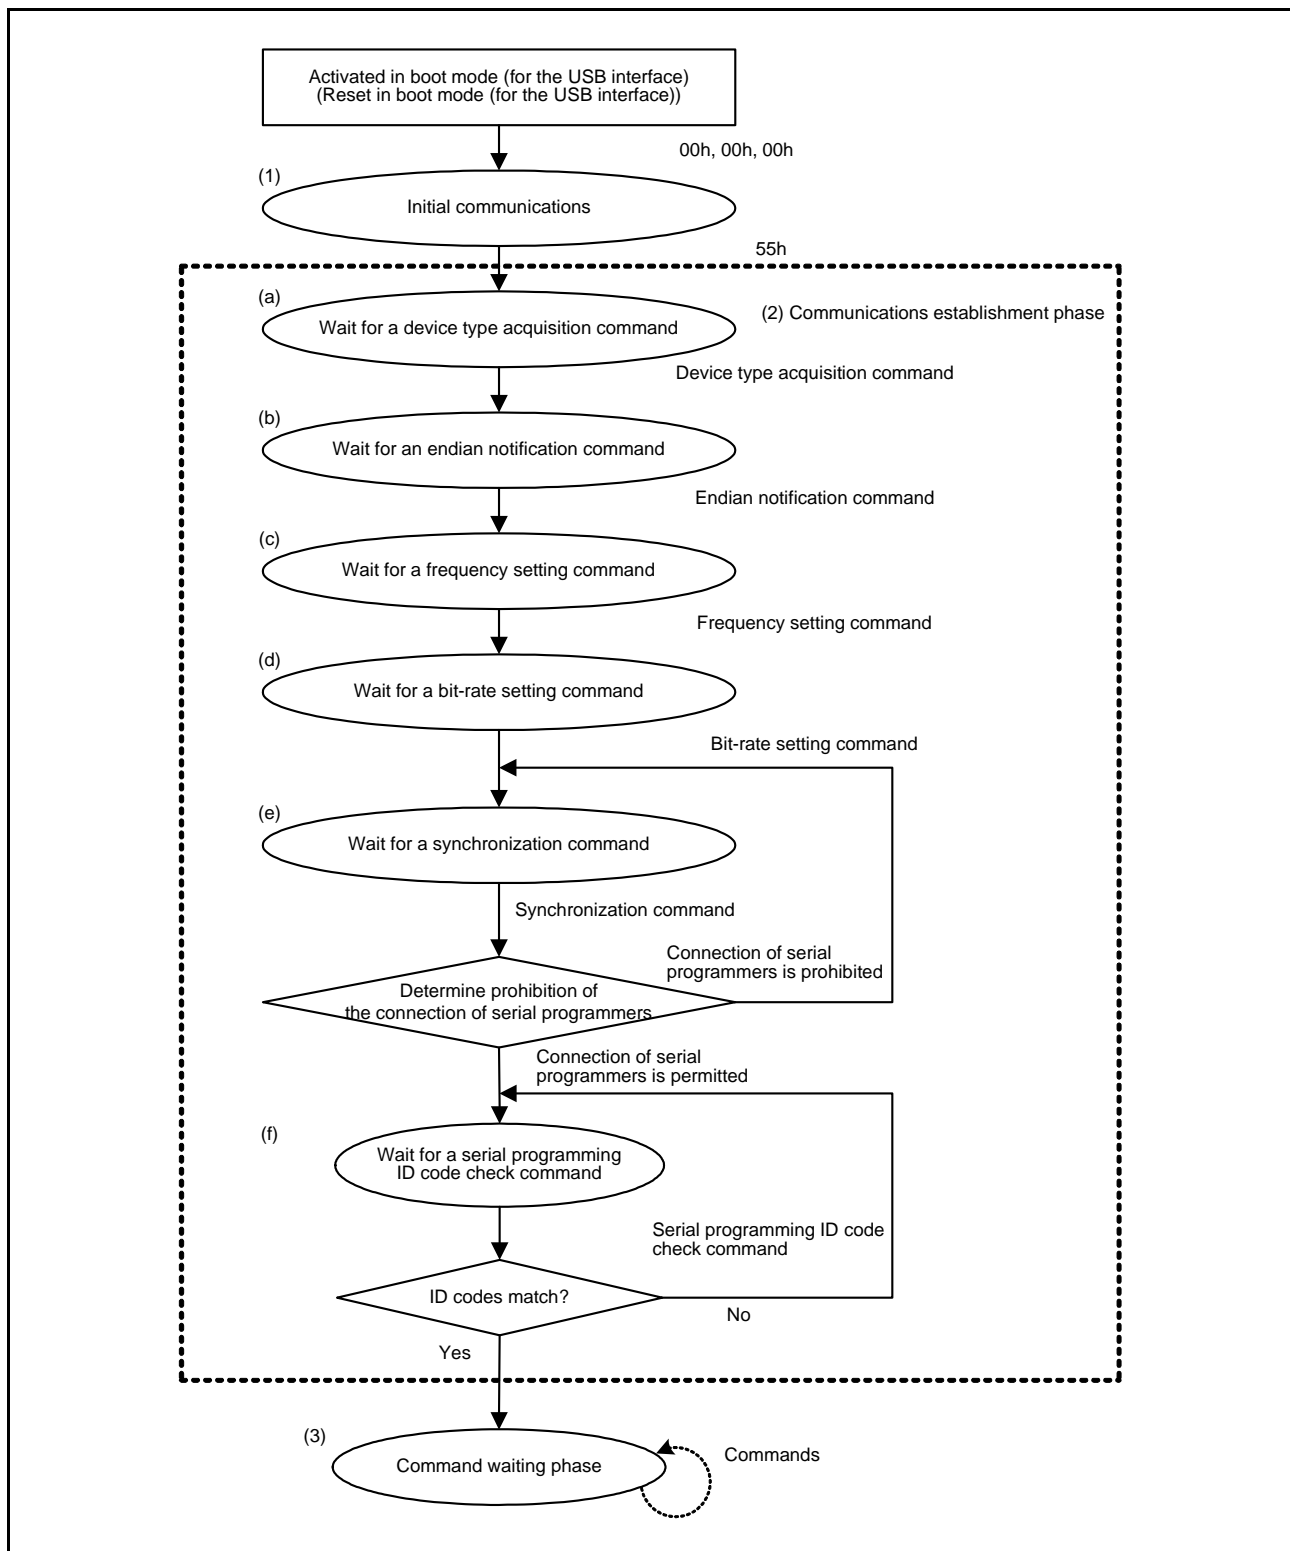 Activated in boot mode (for the USB interface)
(Reset in boot mode (for the USB interface))
00h, 00h, 00h
(1)
Initial communications
55h
(a)
Wait for a device type acquisition command
(2) Communications establishment phase
Device type acquisition command
(b)
Wait for an endian notification command
Endian notification command
(c)
Wait for a frequency setting command
Frequency setting command
(d)
Wait for a bit-rate setting command
Bit-rate setting command
(e)
Wait for a synchronization command
Synchronization command
Connection of serial
programmers is prohibited
Determine prohibition of
the connection of serial programmers
Connection of serial
programmers is permitted
(f)
Wait for a serial programming
ID code check command
Serial programming ID code
check command
ID codes match?
No
Yes
(3)
Command waiting phase
Commands